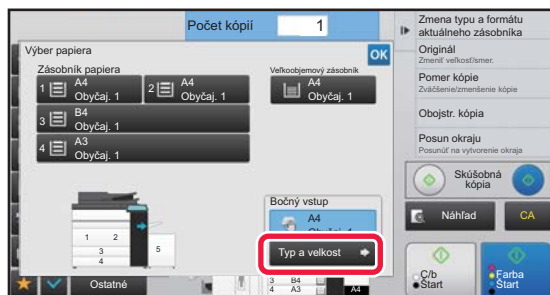 Počet kópií 1
Výber papiera
OK
Zásobník papiera
1 A4
Obyčaj. 1
2 A4
Obyčaj. 1
3 B4
Obyčaj. 1
4 A3
Obyčaj. 1
Veľkoobjemový zásobník
A4
Obyčaj. 1
1 2
3
4
5
Bočný vstup
A4
Typ a velkost
Ostatné
3 B4
4 A3
A4
Zmena typu a formátu
aktuálneho zásobníka
Originál
Zmeniť veľkosť/smer.
Pomer kópie
Zväčšenie/zmenšenie kópie
Obojstr. kópia
Posun okraju
Posunúť na vytvorenie okraja
Skúšobná
kópia
Náhľad
CA
Č/b
Štart
Farba
Štart